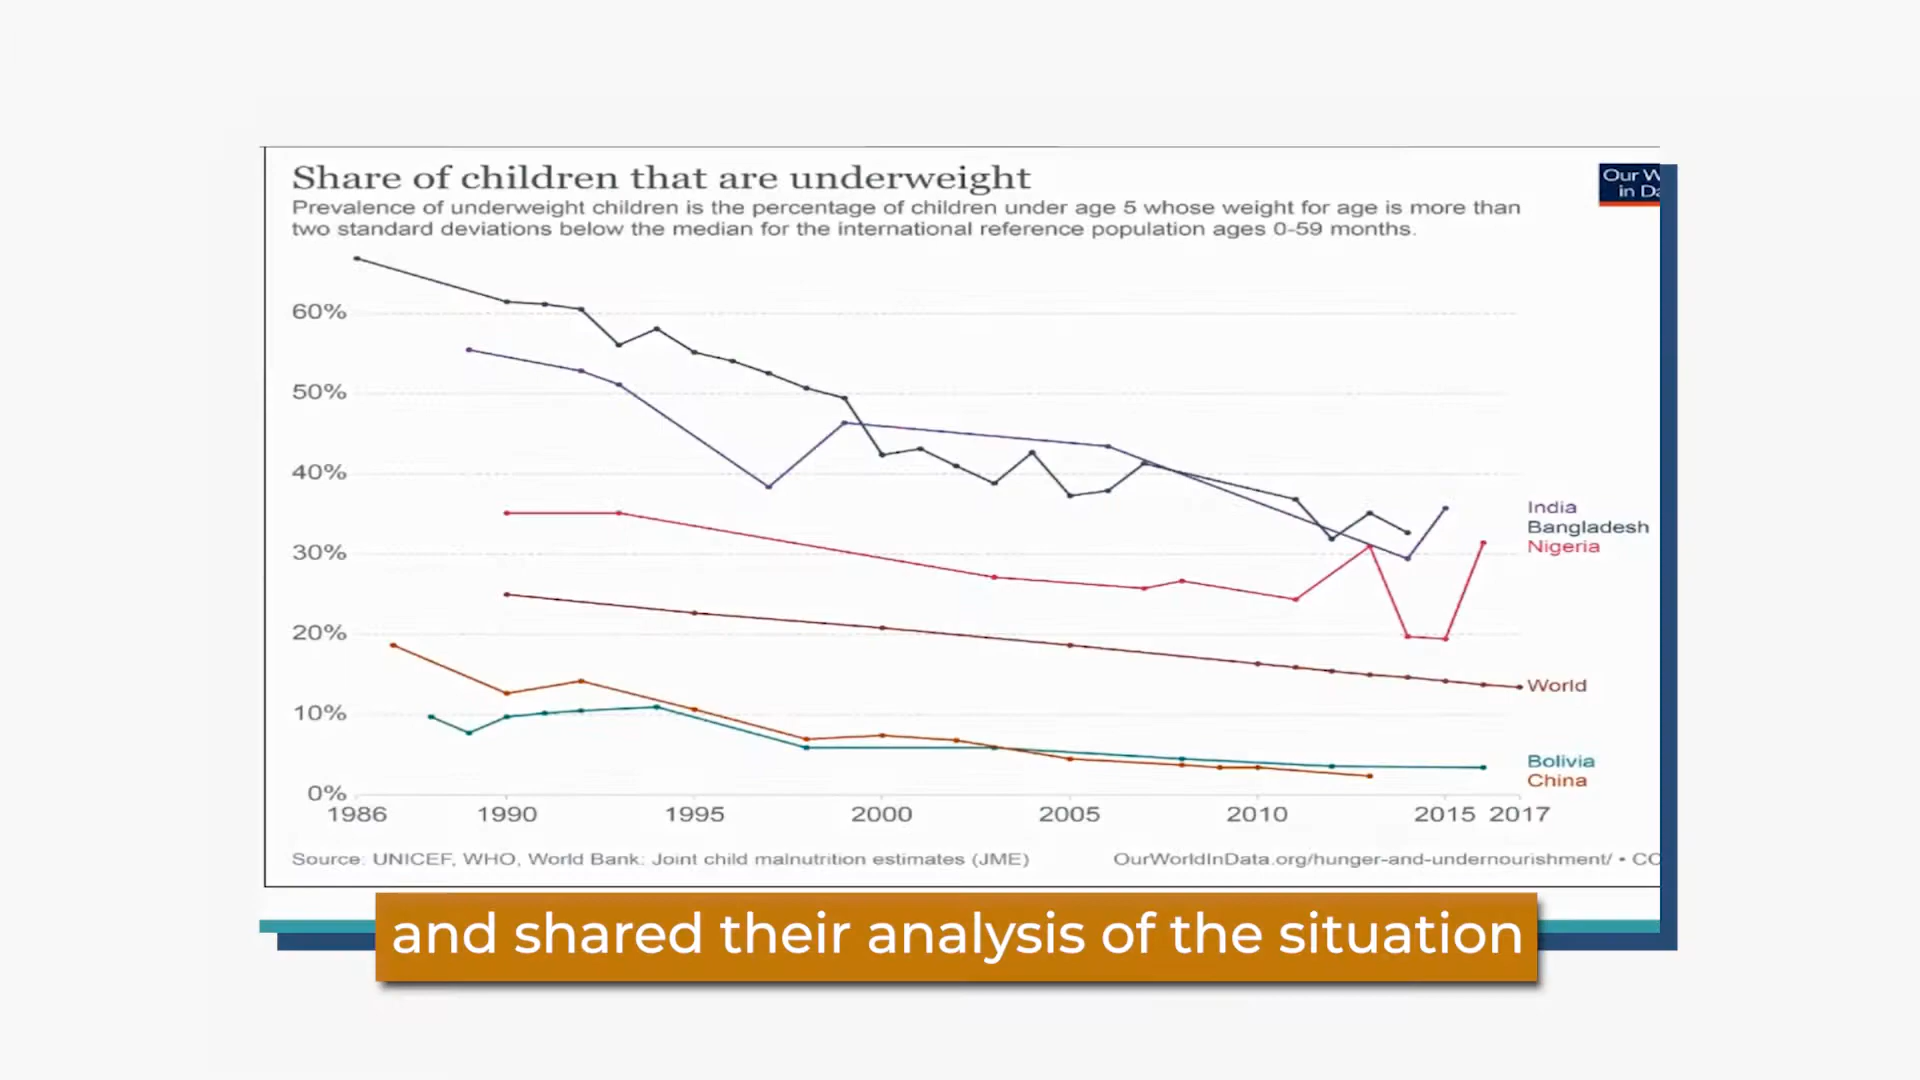 Share of children that are underweight
Our W
in Da
Prevalence of underweight children is the percentage of children under age 5 whose weight for age is more than
two standard deviations below the median for the international reference population ages 0-59 months.
60%
50%
40%
30%
20%
10%
0%
India
Bangladesh
Nigeria
World
Bolivia
China
1986 1990 1995 2000 2005 2010 2015 2017
Source: UNICEF, WHO, World Bank: Joint child malnutrition estimates (JME) OurWorldInData.org/hunger-and-undernourishment/ • CC
and shared their analysis of the situation